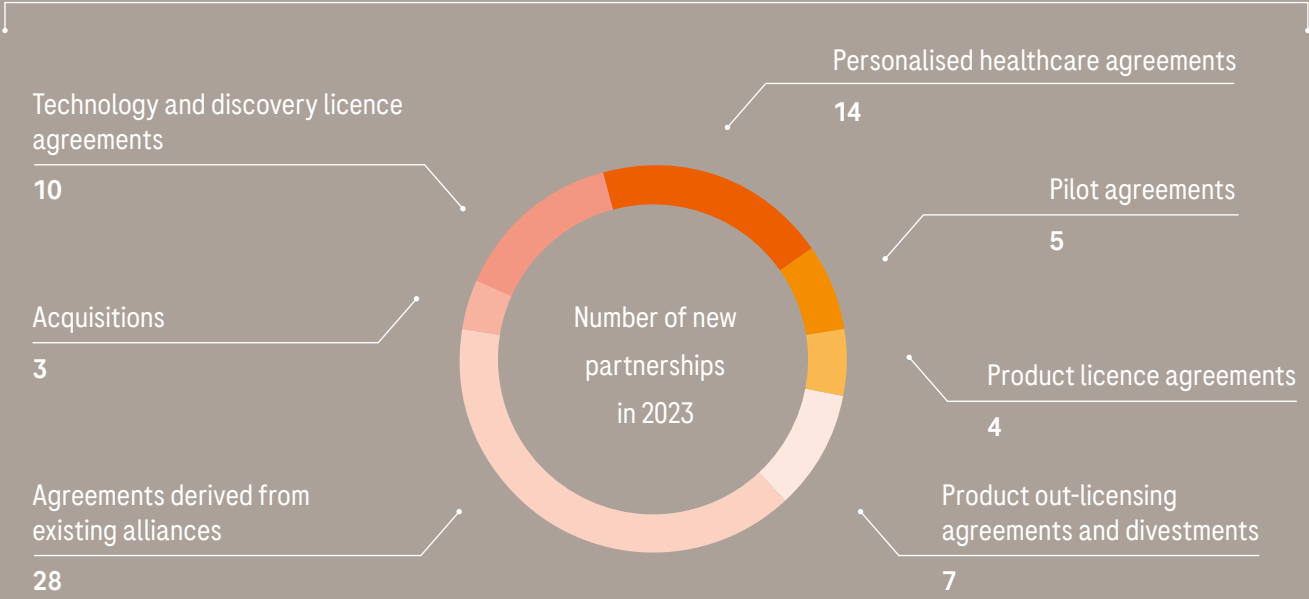 Personalised healthcare agreements
14
Technology and discovery licence
agreements
10
Pilot agreements
5
Acquisitions
3
Number of new
partnerships
in 2023
Product licence agreements
4
Agreements derived from
existing alliances
28
Product out-licensing
agreements and divestments
7